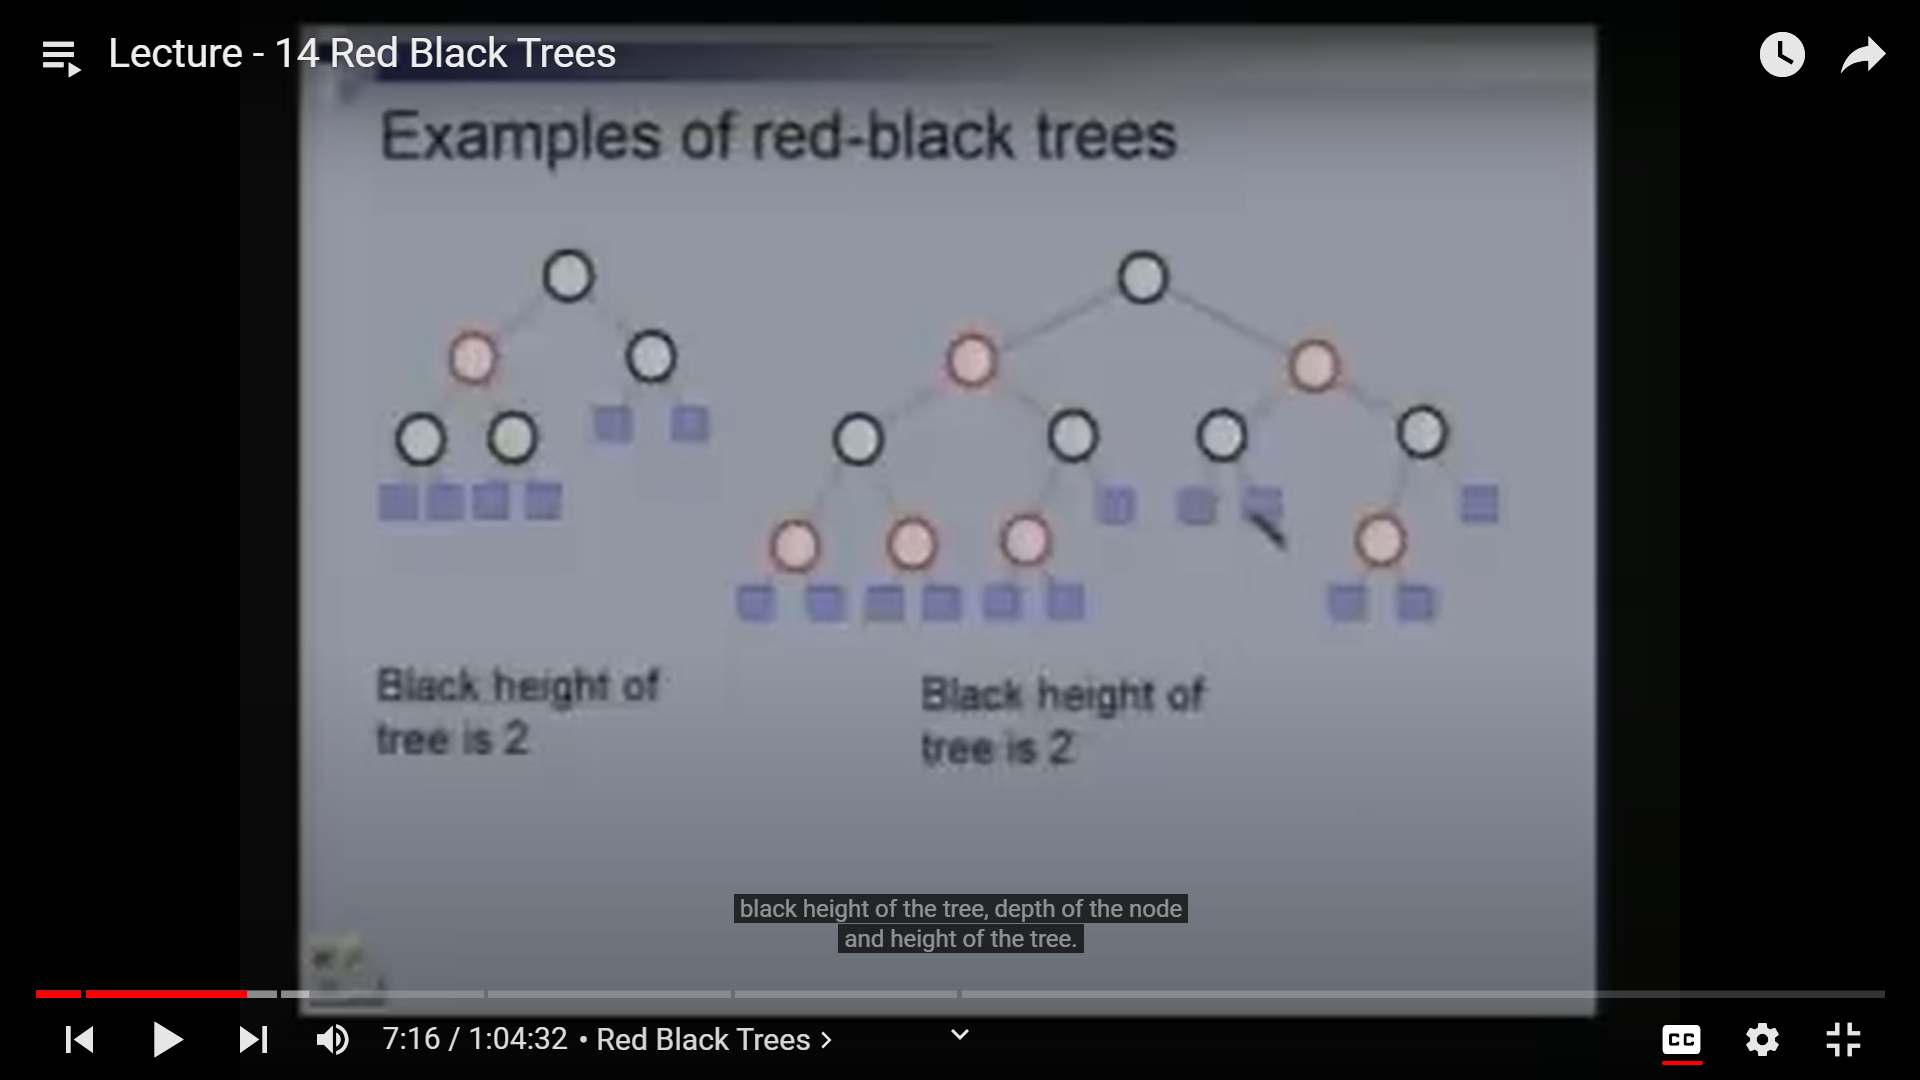 Lecture - 14 Red Black Trees
Examples of red-black trees
Black height of
tree is 2
Black height of
tree is 2
black height of the tree, depth of the node
and height of the tree.
7:16 / 1:04:32 • Red Black Trees >
CC